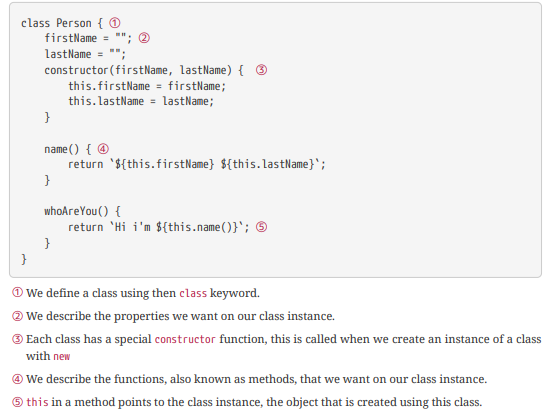 class Person { ①
firstName = ""; ②
lastName = "";
constructor(firstName, lastName) { ③
this.firstName = firstName;
this.lastName = lastName;
}
name() { ④
return `${this.firstName} ${this.lastName}`;
}
whoAreYou() {
return `Hi i'm ${this.name()}`; ⑤
}
}
① We define a class using then class keyword.
② We describe the properties we want on our class instance.
③ Each class has a special constructor function, this is called when we create an instance of a class
with new
④ We describe the functions, also known as methods, that we want on our class instance.
⑤ this in a method points to the class instance, the object that is created using this class.